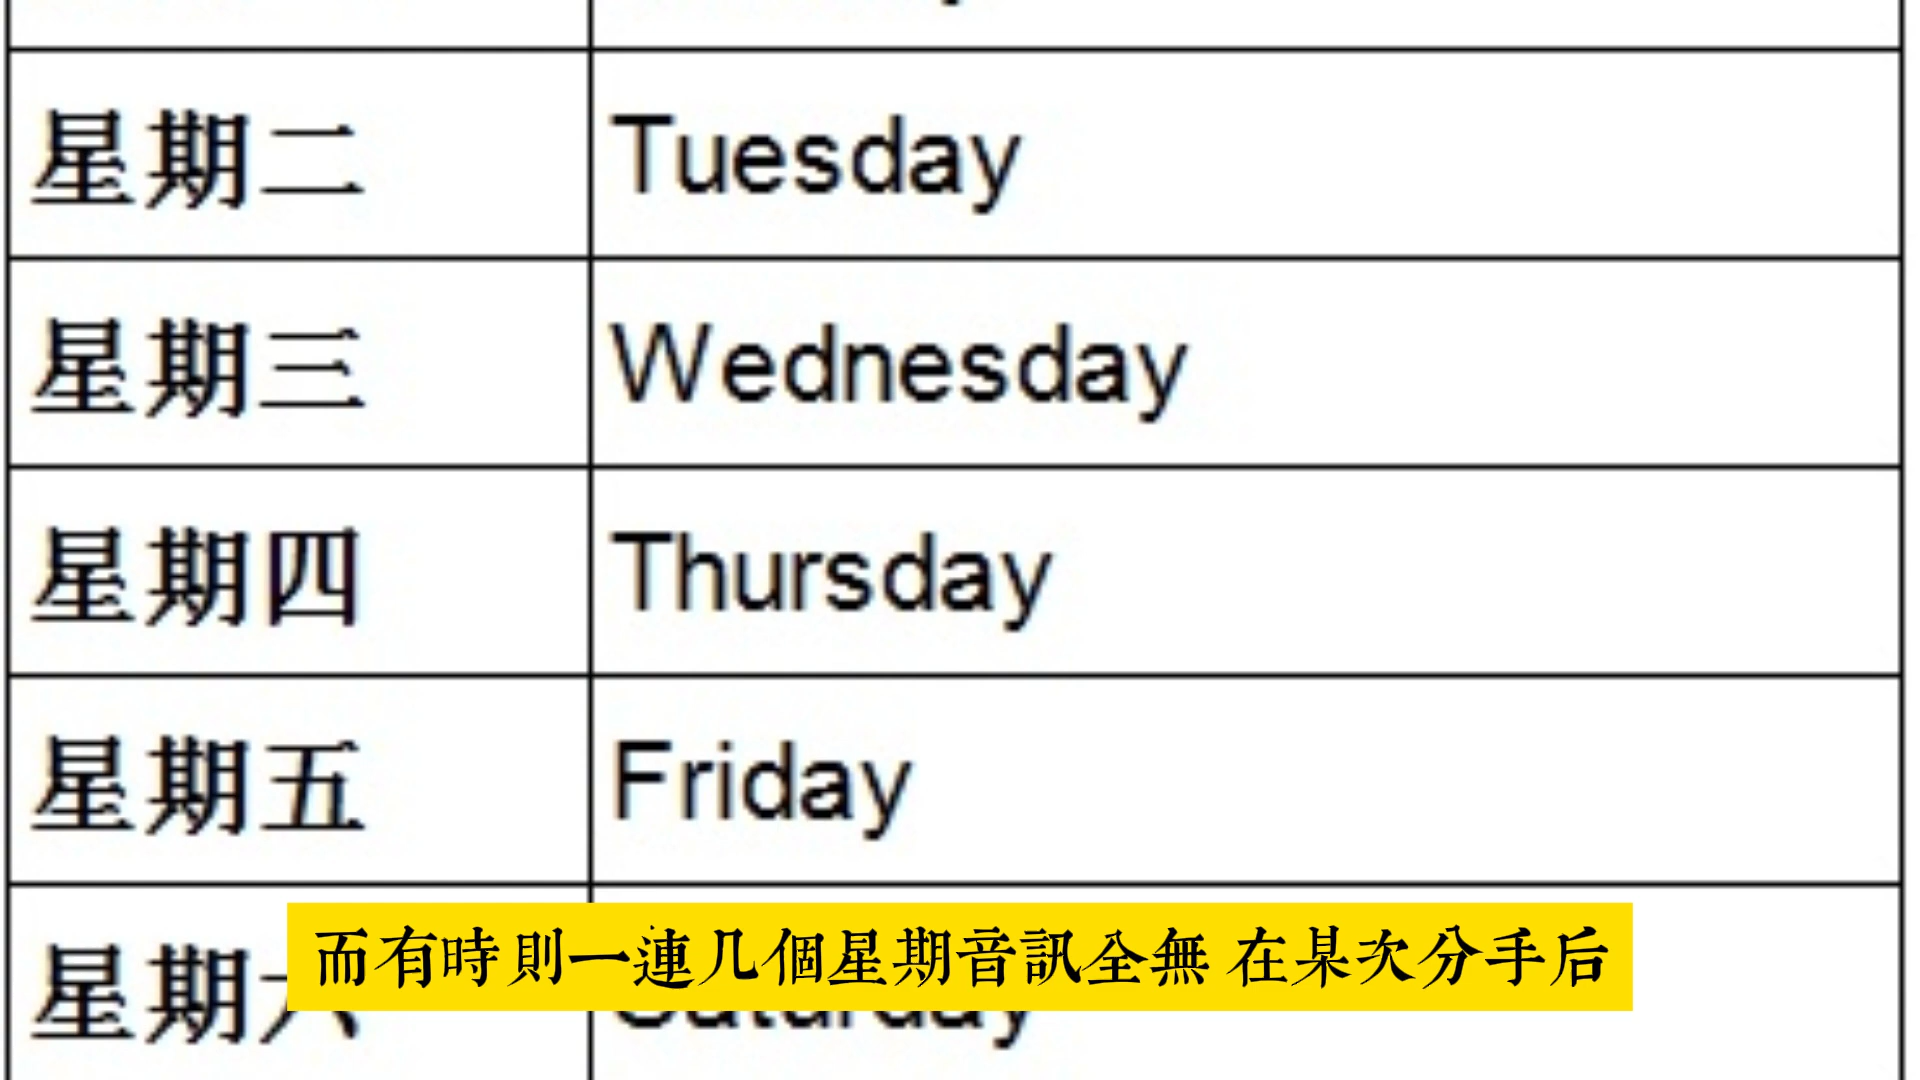 星期二 Tuesday
星期三 Wednesday
星期四 Thursday
星期五 Friday
星期六 Saturday
而有時則一連几個星期音訊全無 在某次分手后